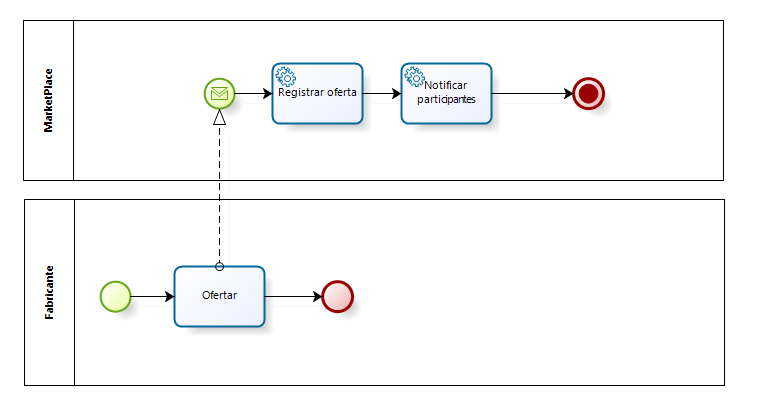 MarketPlace
Registrar oferta
Notificar
participantes
Fabricante
Ofertar